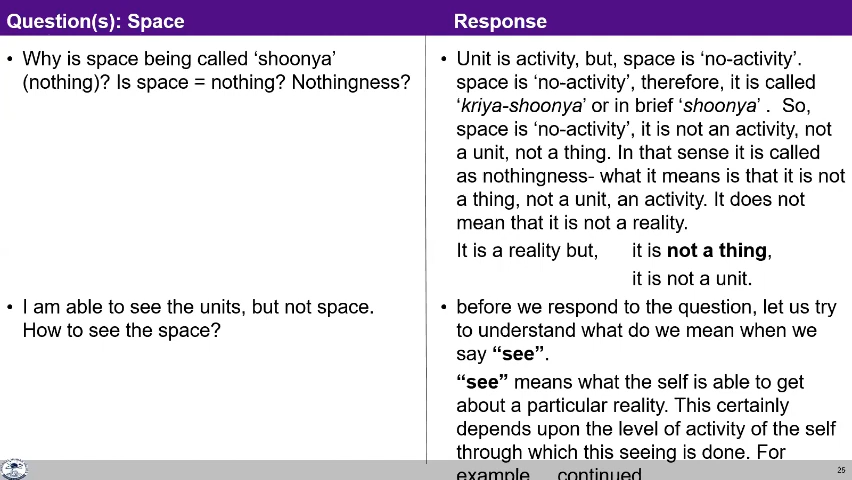 Question(s): Space
Response
• Why is space being called ‘shoonya’
(nothing)? Is space = nothing? Nothingness?
• Unit is activity, but, space is ‘no-activity’.
space is ‘no-activity’, therefore, it is called
‘kriya-shoonya’ or in brief ‘shoonya’ . So,
space is ‘no-activity’, it is not an activity, not
a unit, not a thing. In that sense it is called
as nothingness- what it means is that it is not
a thing, not a unit, an activity. It does not
mean that it is not a reality.
It is a reality but, it is not a thing,
it is not a unit.
• I am able to see the units, but not space.
How to see the space?
• before we respond to the question, let us try
to understand what do we mean when we
say “see”.
“see” means what the self is able to get
about a particular reality. This certainly
depends upon the level of activity of the self
through which this seeing is done. For
example continued
25